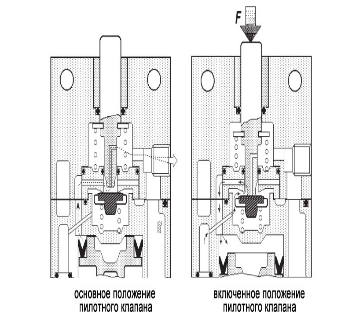 F
основное положение
пилотного клапана
включенное положение
пилотного клапана